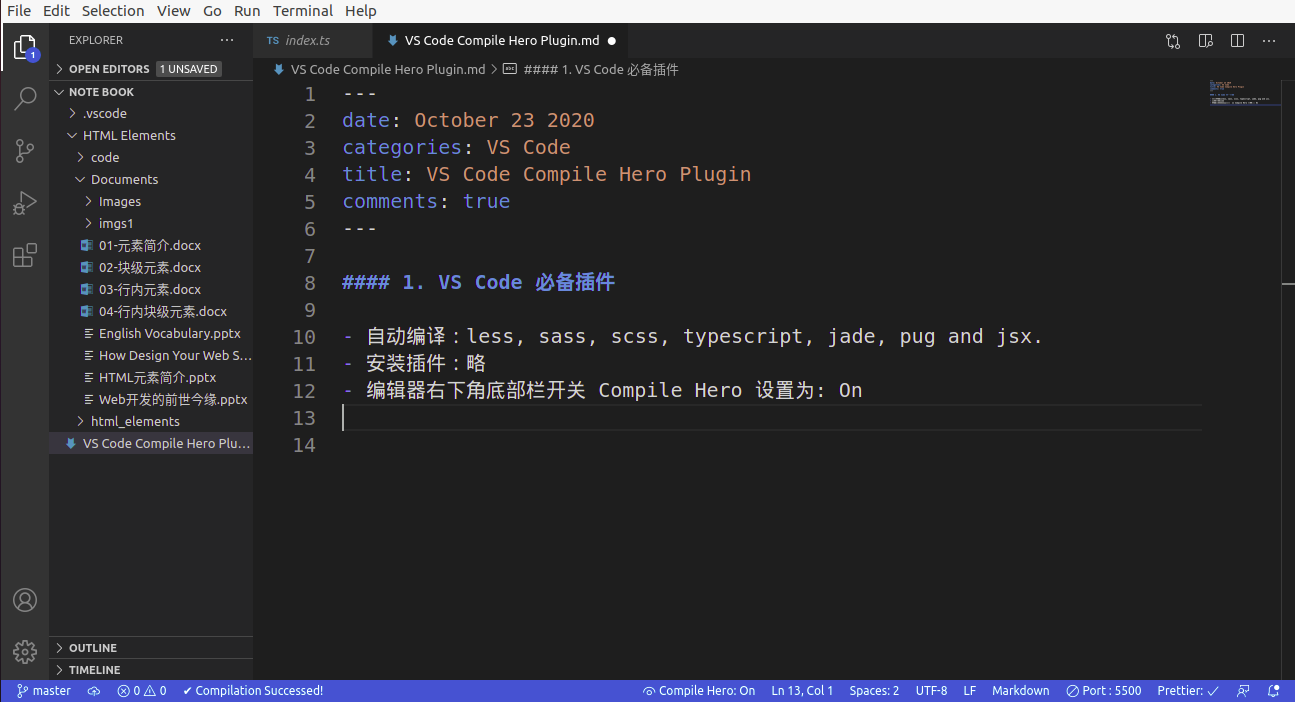 File Edit Selection View Go Run Terminal Help
EXPLORER ···
TS index.ts
VS Code Compile Hero Plugin.md
1
OPEN EDITORS 1 UNSAVED
NOTE BOOK
.vscode
HTML Elements
code
Documents
Images
imgs1
01-元素简介.docx
02-块级元素.docx
03-行内元素.docx
04-行内块级元素.docx
English Vocabulary.pptx
How Design Your Web S...
HTML元素简介.pptx
Web开发的前世今缘.pptx
html_elements
VS Code Compile Hero Plu...
OUTLINE
TIMELINE
VS Code Compile Hero Plugin.md > #### 1. VS Code 必备插件
1 ---
2 date: October 23 2020
3 categories: VS Code
4 title: VS Code Compile Hero Plugin
5 comments: true
6 ---
7
8 #### 1. VS Code 必备插件
9
10 - 自动编译：less, sass, scss, typescript, jade, pug and jsx.
11 - 安装插件：略
12 - 编辑器右下角底部栏开关 Compile Hero 设置为: On
13
14
master 0 0 ✔ Compilation Successed! Compile Hero: On Ln 13, Col 1 Spaces: 2 UTF-8 LF Markdown Port : 5500 Prettier: ✓